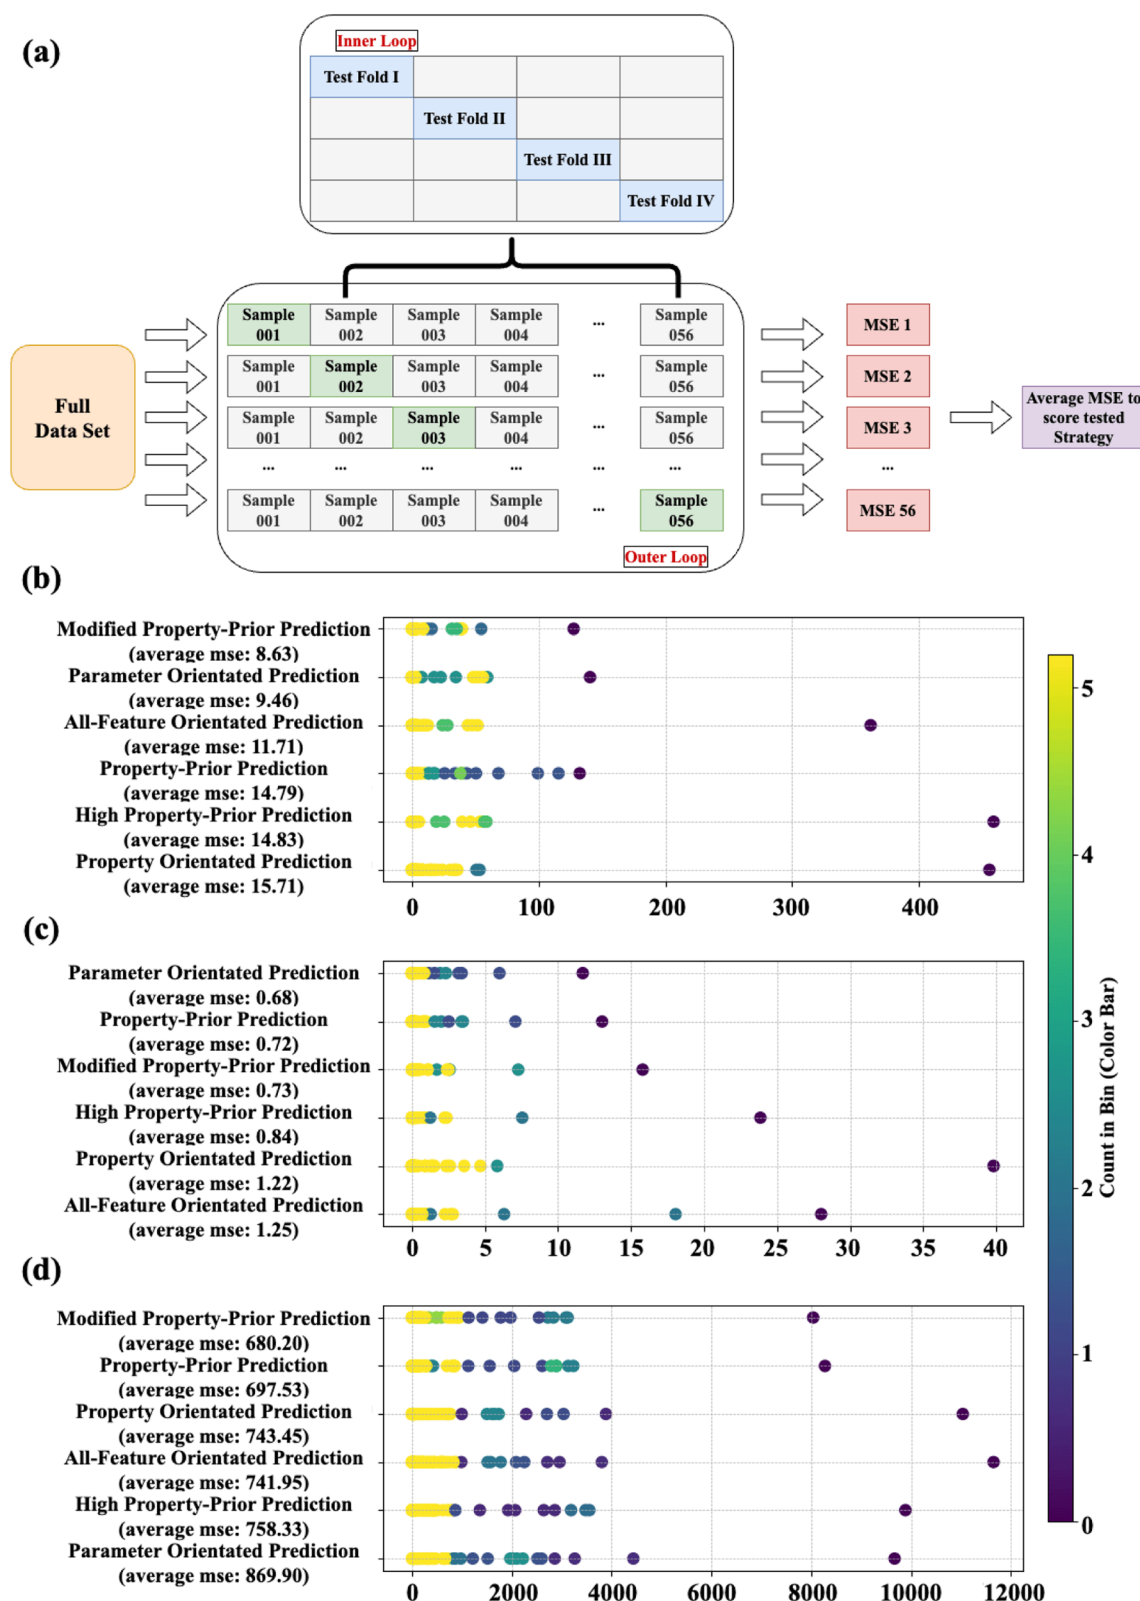 (a)
Inner Loop
Test Fold I
Test Fold II
Test Fold III
Test Fold IV
Full
Data Set
Sample Sample Sample Sample ... Sample
001 002 003 004 056
Sample Sample Sample Sample ... Sample
001 002 003 004 056
Sample Sample Sample Sample ... Sample
001 002 003 004 056
... ... ... ... ... ...
Sample Sample Sample Sample ... Sample
001 002 003 004 056
Outer Loop
MSE 1
MSE 2
MSE 3
...
MSE 56
Average MSE to
score tested
Strategy
(b)
Modified Property-Prior Prediction
(average mse: 8.63)
Parameter Orientated Prediction
(average mse: 9.46)
All-Feature Orientated Prediction
(average mse: 11.71)
Property-Prior Prediction
(average mse: 14.79)
High Property-Prior Prediction
(average mse: 14.83)
Property Orientated Prediction
(average mse: 15.71)
0 100 200 300 400
(c)
Parameter Orientated Prediction
(average mse: 0.68)
Property-Prior Prediction
(average mse: 0.72)
Modified Property-Prior Prediction
(average mse: 0.73)
High Property-Prior Prediction
(average mse: 0.84)
Property Orientated Prediction
(average mse: 1.22)
All-Feature Orientated Prediction
(average mse: 1.25)
0 5 10 15 20 25 30 35 40
(d)
Modified Property-Prior Prediction
(average mse: 680.20)
Property-Prior Prediction
(average mse: 697.53)
Property Orientated Prediction
(average mse: 743.45)
All-Feature Orientated Prediction
(average mse: 741.95)
High Property-Prior Prediction
(average mse: 758.33)
Parameter Orientated Prediction
(average mse: 869.90)
0 2000 4000 6000 8000 10000 12000
5
4
3
2
1
0
Count in Bin (Color Bar)